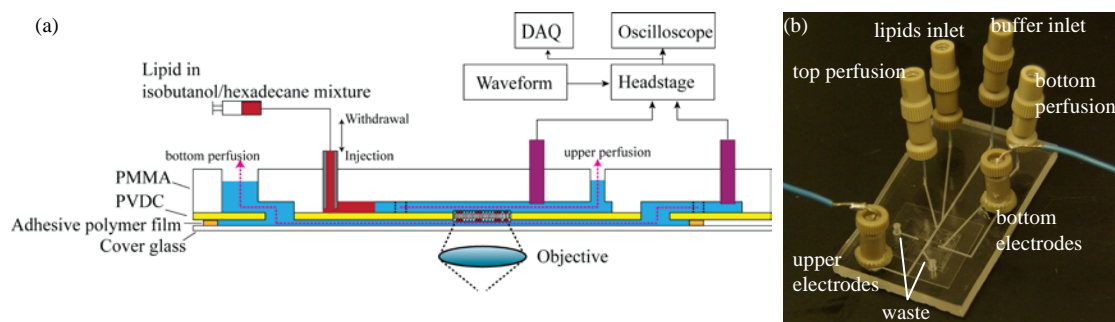 (a)
DAQ
Oscilloscope
Waveform
Headstage
Lipid in
isobutanol/hexadecane mixture
Withdrawal
bottom perfusion
Injection
upper perfusion
PMMA
PVDC
Adhesive polymer film
Cover glass
Objective
(b)
lipids inlet
buffer inlet
top perfusion
bottom
perfusion
bottom
electrodes
upper
electrodes
waste